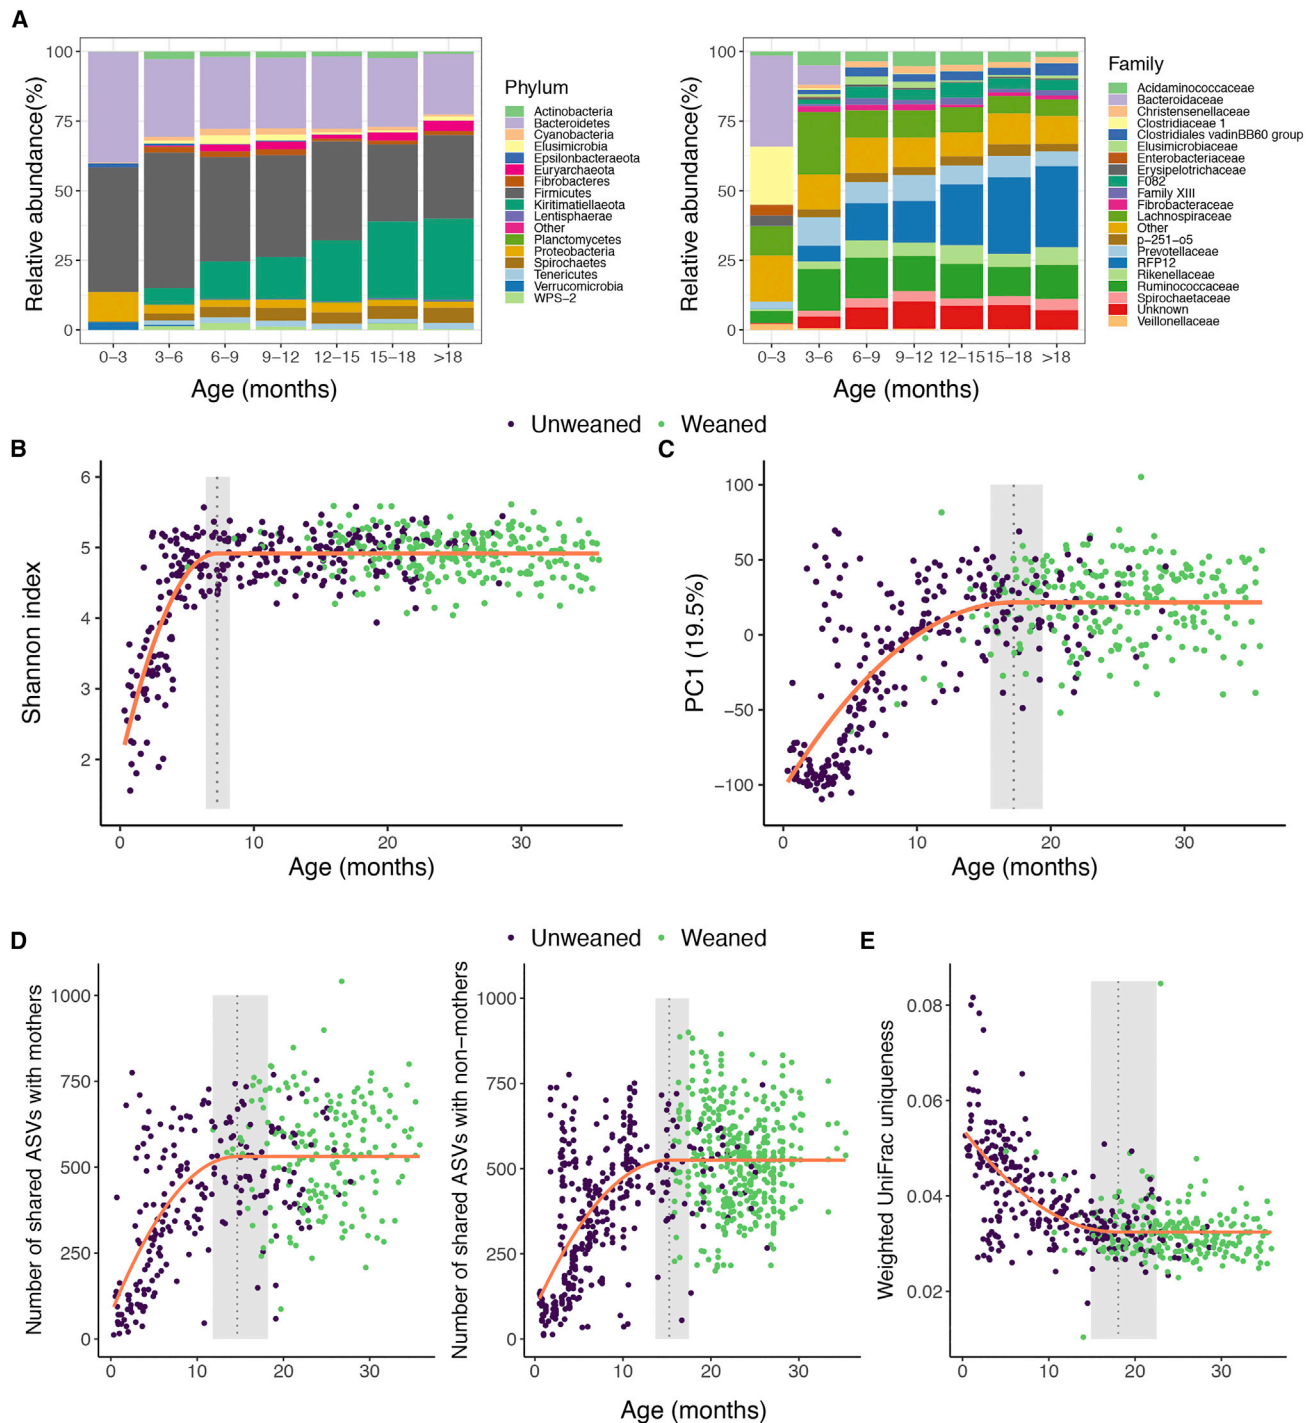 A
Relative abundance(%)
100
75
50
25
0
0−3
3−6
6−9
9−12
12−15
15−18
>18
Age (months)
Phylum
Actinobacteria
Bacteroidetes
Cyanobacteria
Elusimicrobia
Epsilonbacteraeota
Euryarchaeota
Fibrobacteres
Firmicutes
Kiritimatiellaeota
Lentisphaerae
Other
Planctomycetes
Proteobacteria
Spirochaetes
Tenericutes
Verrucomicrobia
WPS−2
Relative abundance(%)
100
75
50
25
0
0−3
3−6
6−9
9−12
12−15
15−18
>18
Age (months)
Family
Acidaminococcaceae
Bacteroidaceae
Christensenellaceae
Clostridiaceae 1
Clostridiales vadinBB60 group
Elusimicrobiaceae
Enterobacteriaceae
Erysipelotrichaceae
F082
Family XIII
Fibrobacteraceae
Lachnospiraceae
Other
p−251−o5
Prevotellaceae
RFP12
Rikenellaceae
Ruminococcaceae
Spirochaetaceae
Unknown
Veillonellaceae
Unweaned
Weaned
B
Shannon index
6
5
4
3
2
0
10
20
30
Age (months)
C
PC1 (19.5%)
100
50
0
−50
−100
0
10
20
30
Age (months)
Unweaned
Weaned
D
Number of shared ASVs with mothers
1000
750
500
250
0
0
10
20
30
Number of shared ASVs with non−mothers
1000
750
500
250
0
0
10
20
30
Age (months)
E
Weighted UniFrac uniqueness
0.08
0.06
0.04
0.02
0
10
20
30